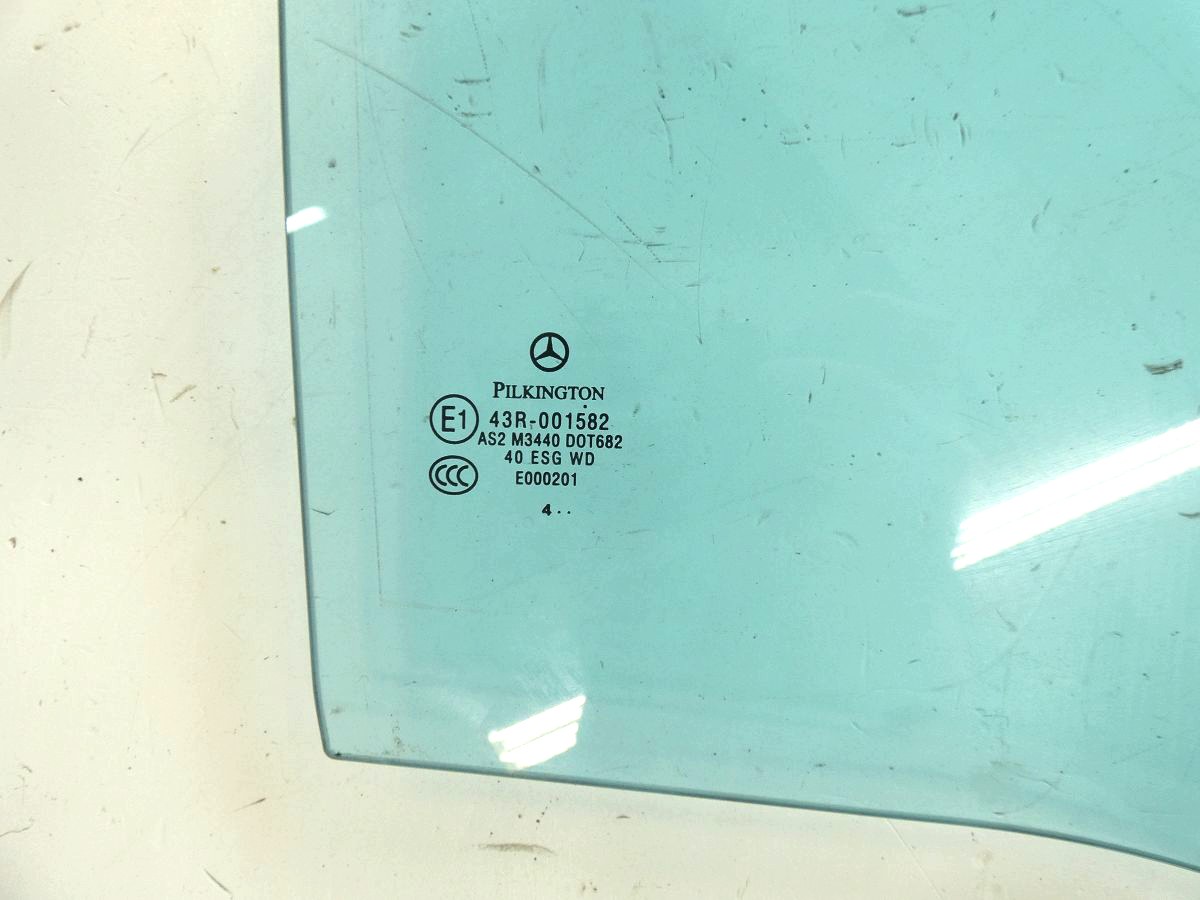 PILKINGTON
E1 43R-001582
AS2 M3440 DOT682
40 ESG WD
CCC E000201
4 . .